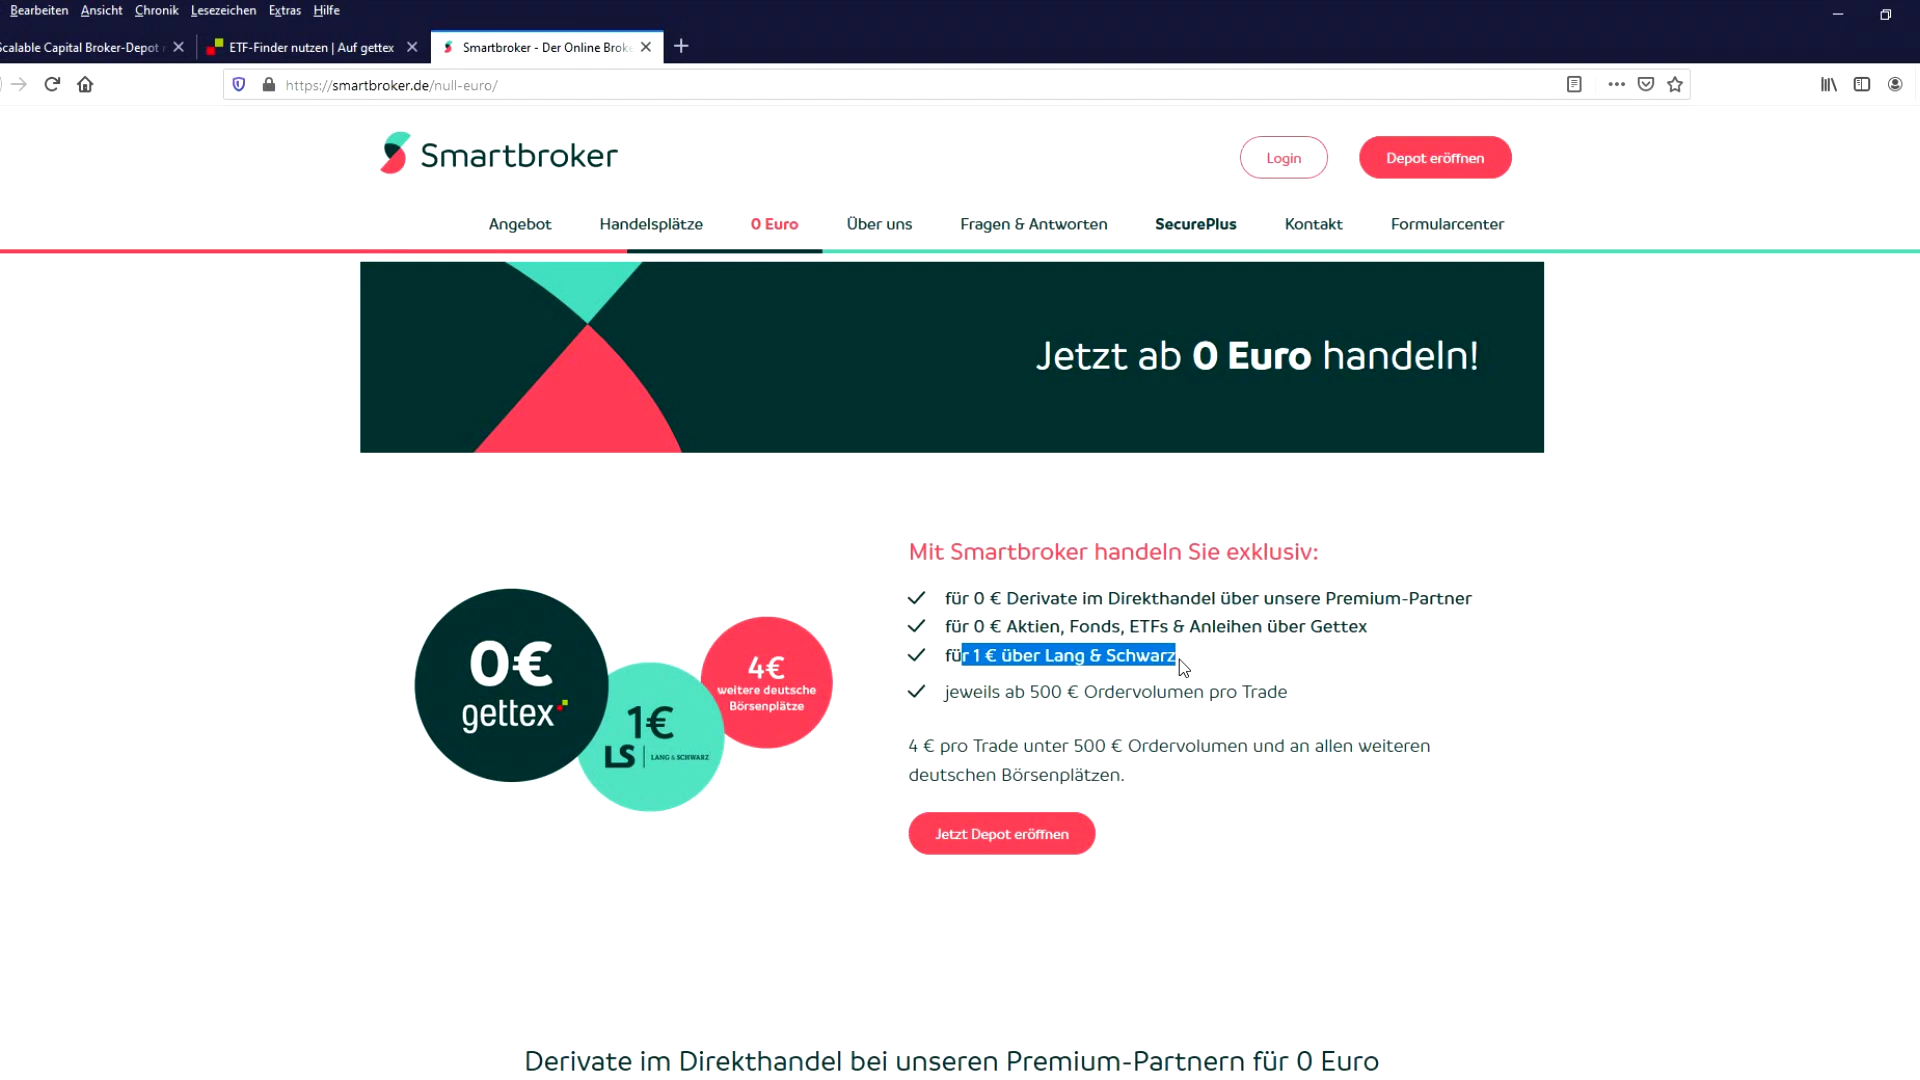 Bearbeiten Ansicht Chronik Lesezeichen Extras Hilfe
Scalable Capital Broker-Depot
ETF-Finder nutzen | Auf gettex
Smartbroker - Der Online Broke
https://smartbroker.de/null-euro/
Smartbroker
Login
Depot eröffnen
Angebot Handelsplätze 0 Euro Über uns Fragen & Antworten SecurePlus Kontakt Formularcenter
Jetzt ab 0 Euro handeln!
Mit Smartbroker handeln Sie exklusiv:
für 0 € Derivate im Direkthandel über unsere Premium-Partner
für 0 € Aktien, Fonds, ETFs & Anleihen über Gettex
für 1 € über Lang & Schwarz
jeweils ab 500 € Ordervolumen pro Trade
4 € pro Trade unter 500 € Ordervolumen und an allen weiteren
deutschen Börsenplätzen.
Jetzt Depot eröffnen
0€
gettex
1€
LS | LANG & SCHWARZ
4€
weitere deutsche
Börsenplätze
Derivate im Direkthandel bei unseren Premium-Partnern für 0 Euro